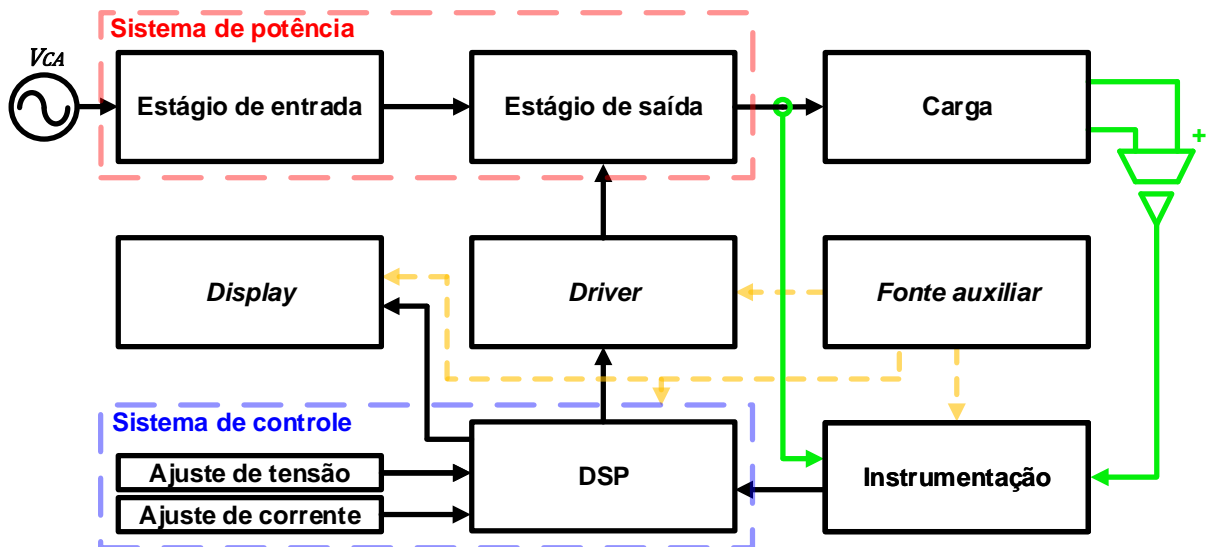 Sistema de potência
VCA
Estágio de entrada
Estágio de saída
Carga
+
Display
Driver
Fonte auxiliar
Sistema de controle
Ajuste de tensão
Ajuste de corrente
DSP
Instrumentação